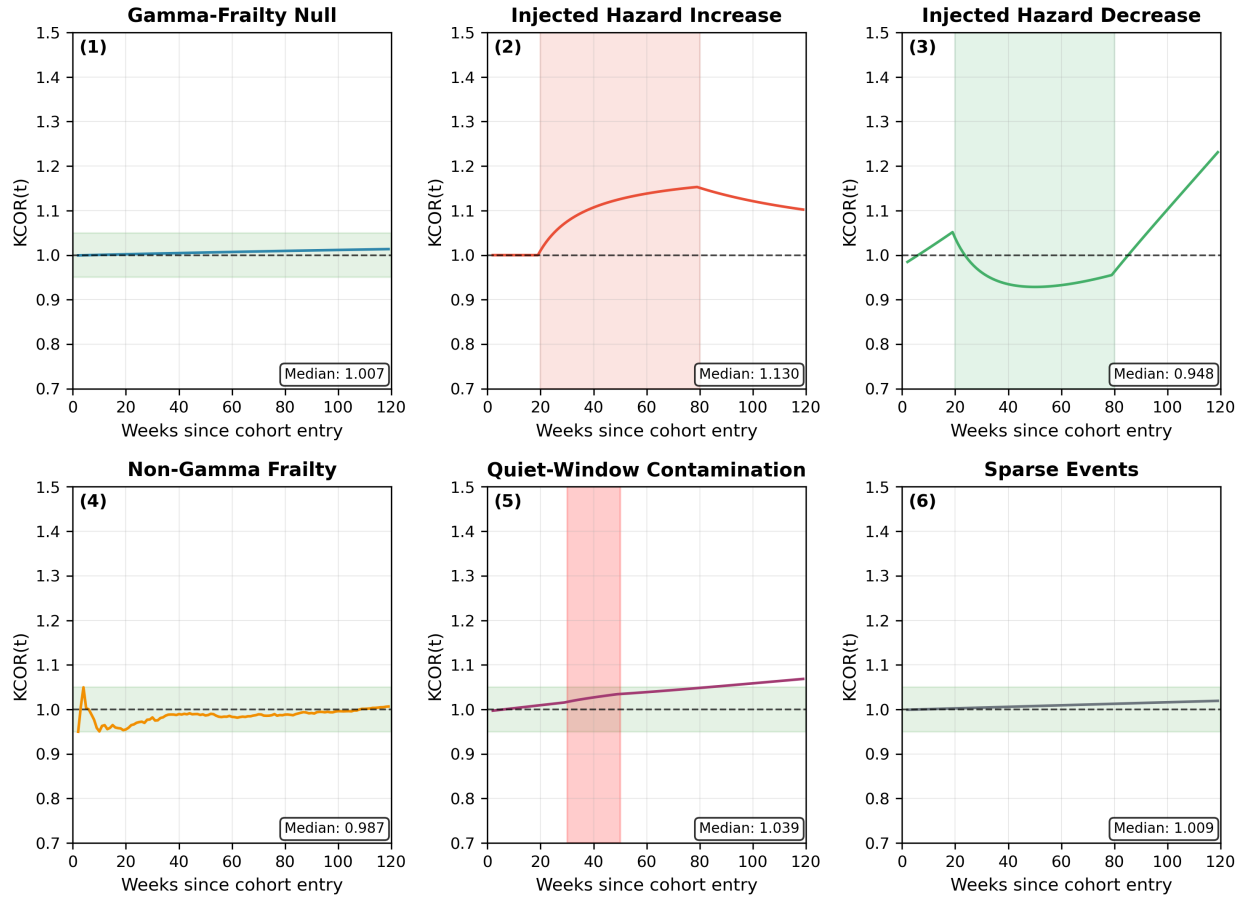 Gamma-Frailty Null
(1)
KCOR(t)
1.5
1.4
1.3
1.2
1.1
1.0
0.9
0.8
0.7
Median: 1.007
0 20 40 60 80 100 120
Weeks since cohort entry
Injected Hazard Increase
(2)
KCOR(t)
1.5
1.4
1.3
1.2
1.1
1.0
0.9
0.8
0.7
Median: 1.130
0 20 40 60 80 100 120
Weeks since cohort entry
Injected Hazard Decrease
(3)
KCOR(t)
1.5
1.4
1.3
1.2
1.1
1.0
0.9
0.8
0.7
Median: 0.948
0 20 40 60 80 100 120
Weeks since cohort entry
Non-Gamma Frailty
(4)
KCOR(t)
1.5
1.4
1.3
1.2
1.1
1.0
0.9
0.8
0.7
Median: 0.987
0 20 40 60 80 100 120
Weeks since cohort entry
Quiet-Window Contamination
(5)
KCOR(t)
1.5
1.4
1.3
1.2
1.1
1.0
0.9
0.8
0.7
Median: 1.039
0 20 40 60 80 100 120
Weeks since cohort entry
Sparse Events
(6)
KCOR(t)
1.5
1.4
1.3
1.2
1.1
1.0
0.9
0.8
0.7
Median: 1.009
0 20 40 60 80 100 120
Weeks since cohort entry